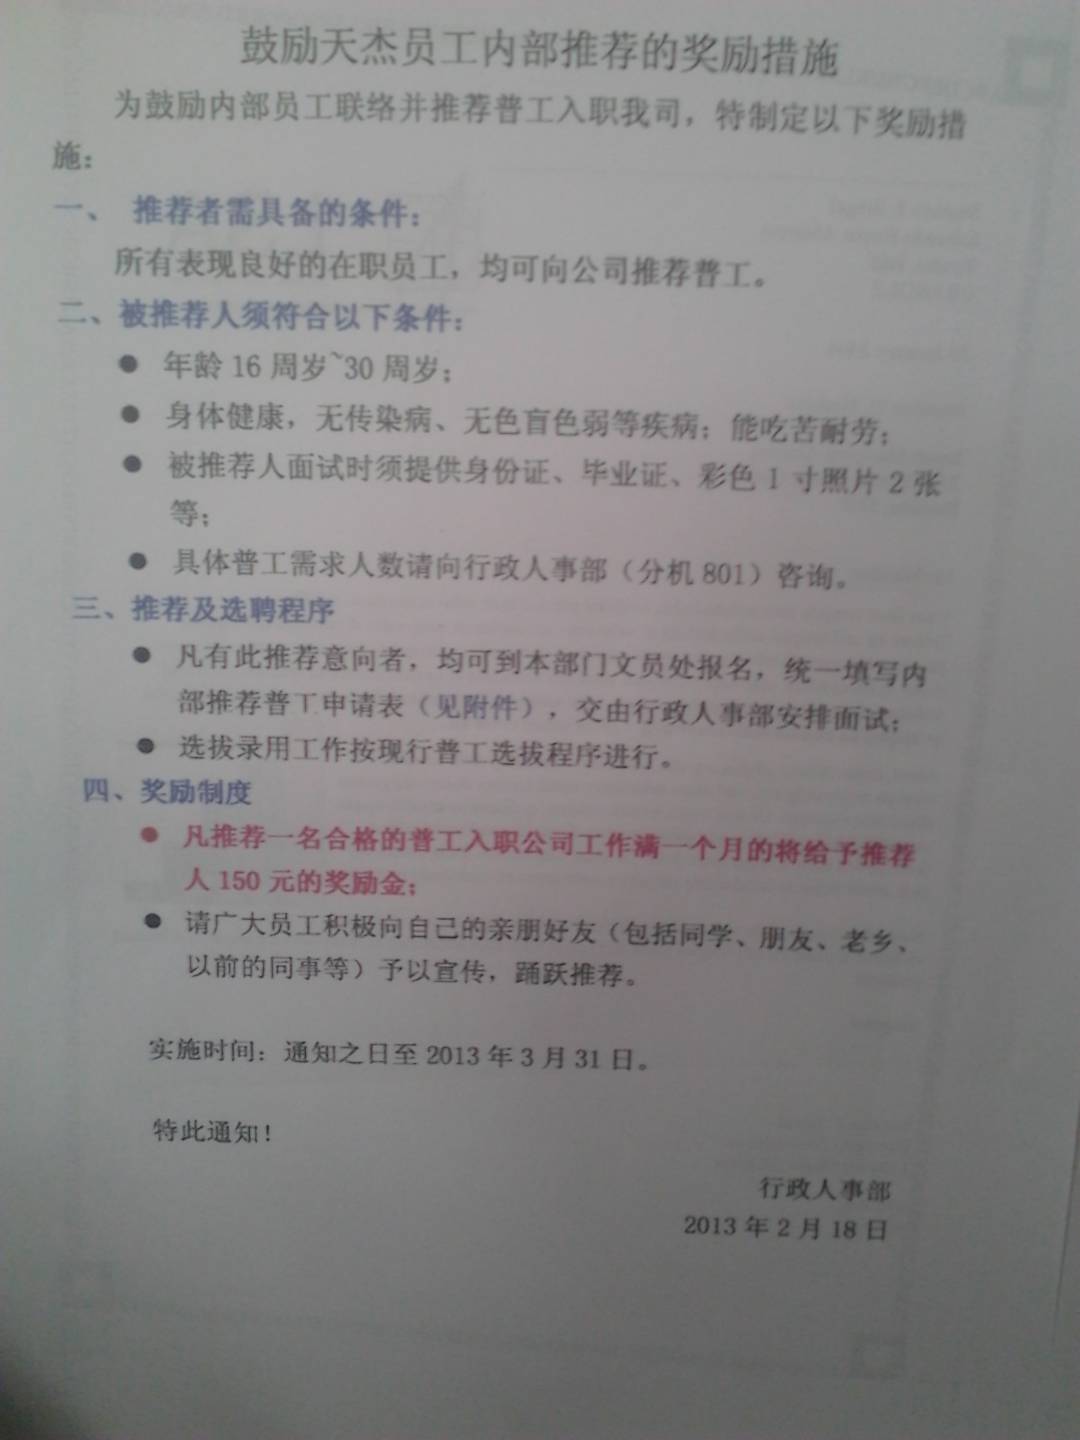 鼓励天杰员工内部推荐的奖励措施
为鼓励内部员工联络并推荐普工入职我司，特制定以下奖励措
施：
一、 推荐者需具备的条件：
所有表现良好的在职员工，均可向公司推荐普工。
二、被推荐人须符合以下条件：
● 年龄 16 周岁~30 周岁；
● 身体健康，无传染病、无色盲色弱等疾病；能吃苦耐劳；
● 被推荐人面试时须提供身份证、毕业证、彩色 1 寸照片 2 张
等；
● 具体普工需求人数请向行政人事部（分机 801）咨询。
三、推荐及选聘程序
● 凡有此推荐意向者，均可到本部门文员处报名，统一填写内
部推荐普工申请表（见附件），交由行政人事部安排面试；
● 选拔录用工作按现行普工选拔程序进行。
四、奖励制度
● 凡推荐一名合格的普工入职公司工作满一个月的将给予推荐
人 150 元的奖励金；
● 请广大员工积极向自己的亲朋好友（包括同学、朋友、老乡、
以前的同事等）予以宣传，踊跃推荐。
实施时间：通知之日至 2013 年 3 月 31 日。
特此通知！
行政人事部
2013 年 2 月 18 日